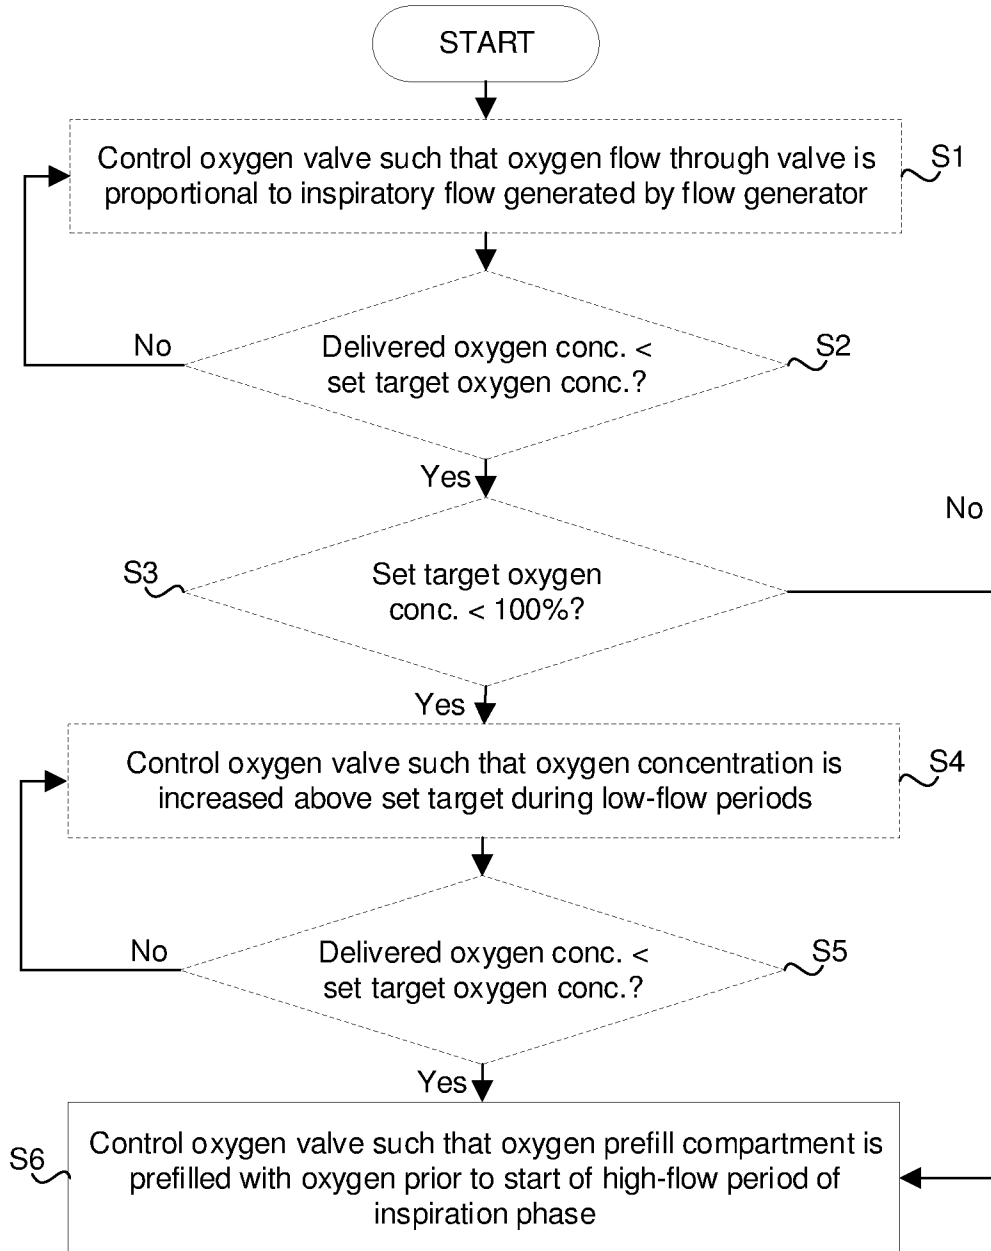 START
Control oxygen valve such that oxygen flow through valve is
proportional to inspiratory flow generated by flow generator
S1
No
Delivered oxygen conc. <
set target oxygen conc.?
S2
Yes
No
S3
Set target oxygen
conc. < 100%?
Yes
Control oxygen valve such that oxygen concentration is
increased above set target during low-flow periods
S4
No
Delivered oxygen conc. <
set target oxygen conc.?
S5
Yes
S6
Control oxygen valve such that oxygen prefill compartment is
prefilled with oxygen prior to start of high-flow period of
inspiration phase